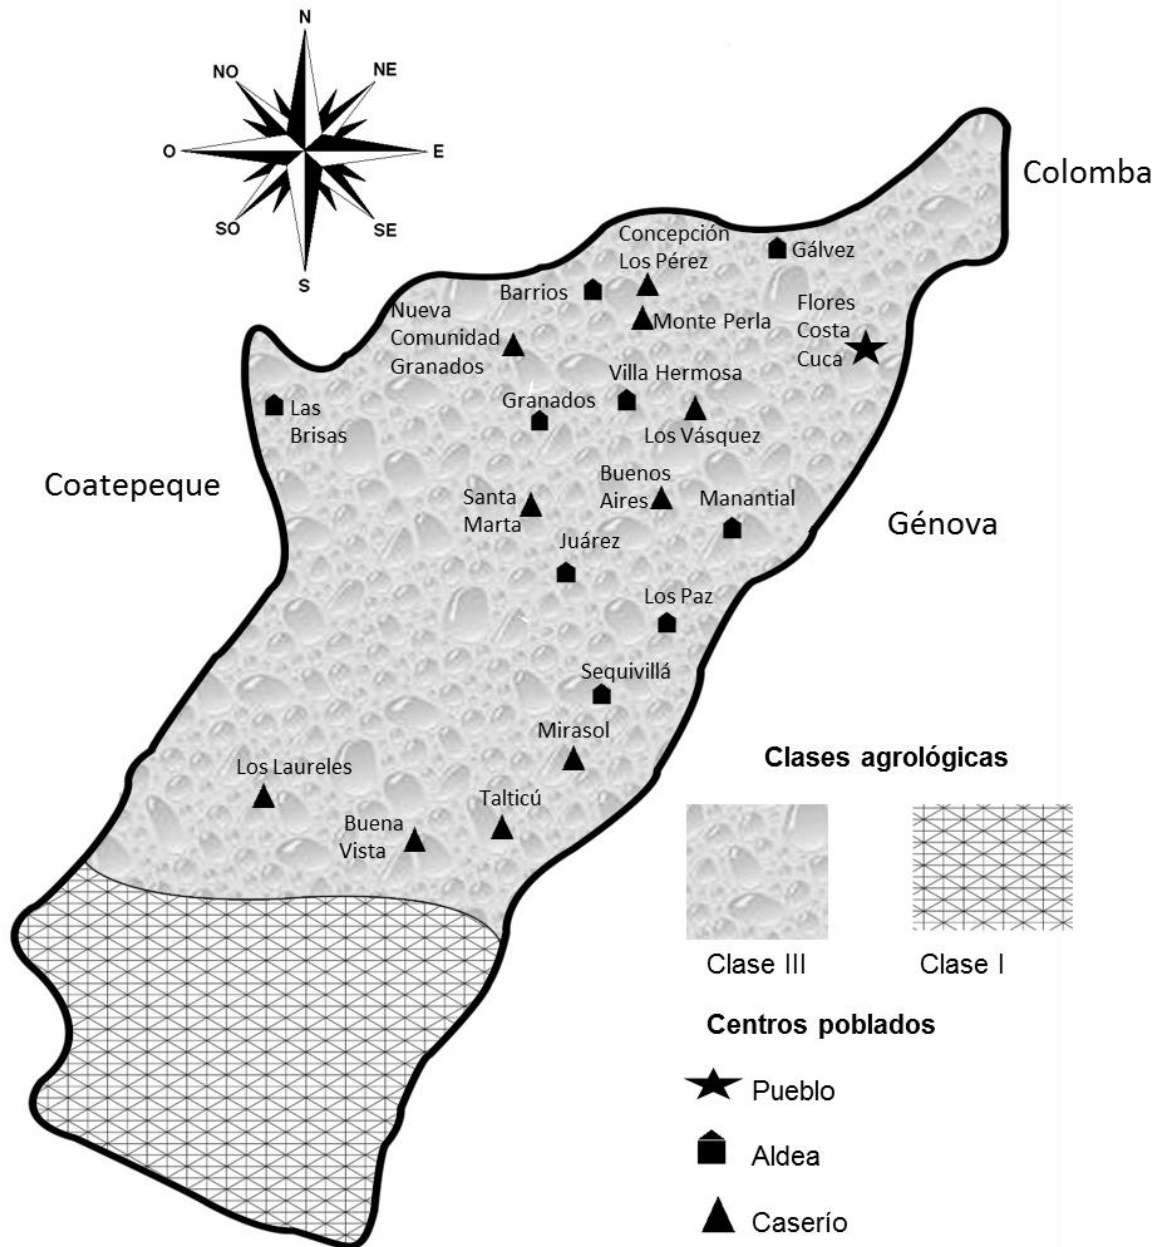 N
NO
NE
O
E
SO
SE
S
Colomba
Concepción
Los Pérez
Gálvez
Barrios
Flores
Costa
Cuca
Nueva
Comunidad
Granados
Monte Perla
Villa Hermosa
Granados
Las
Brisas
Los Vásquez
Coatepeque
Buenos
Aires
Santa
Marta
Manantial
Génova
Juárez
Los Paz
Sequivillá
Mirasol
Los Laureles
Talticú
Buena
Vista
Clases agrológicas
Clase III
Clase I
Centros poblados
Pueblo
Aldea
Caserío